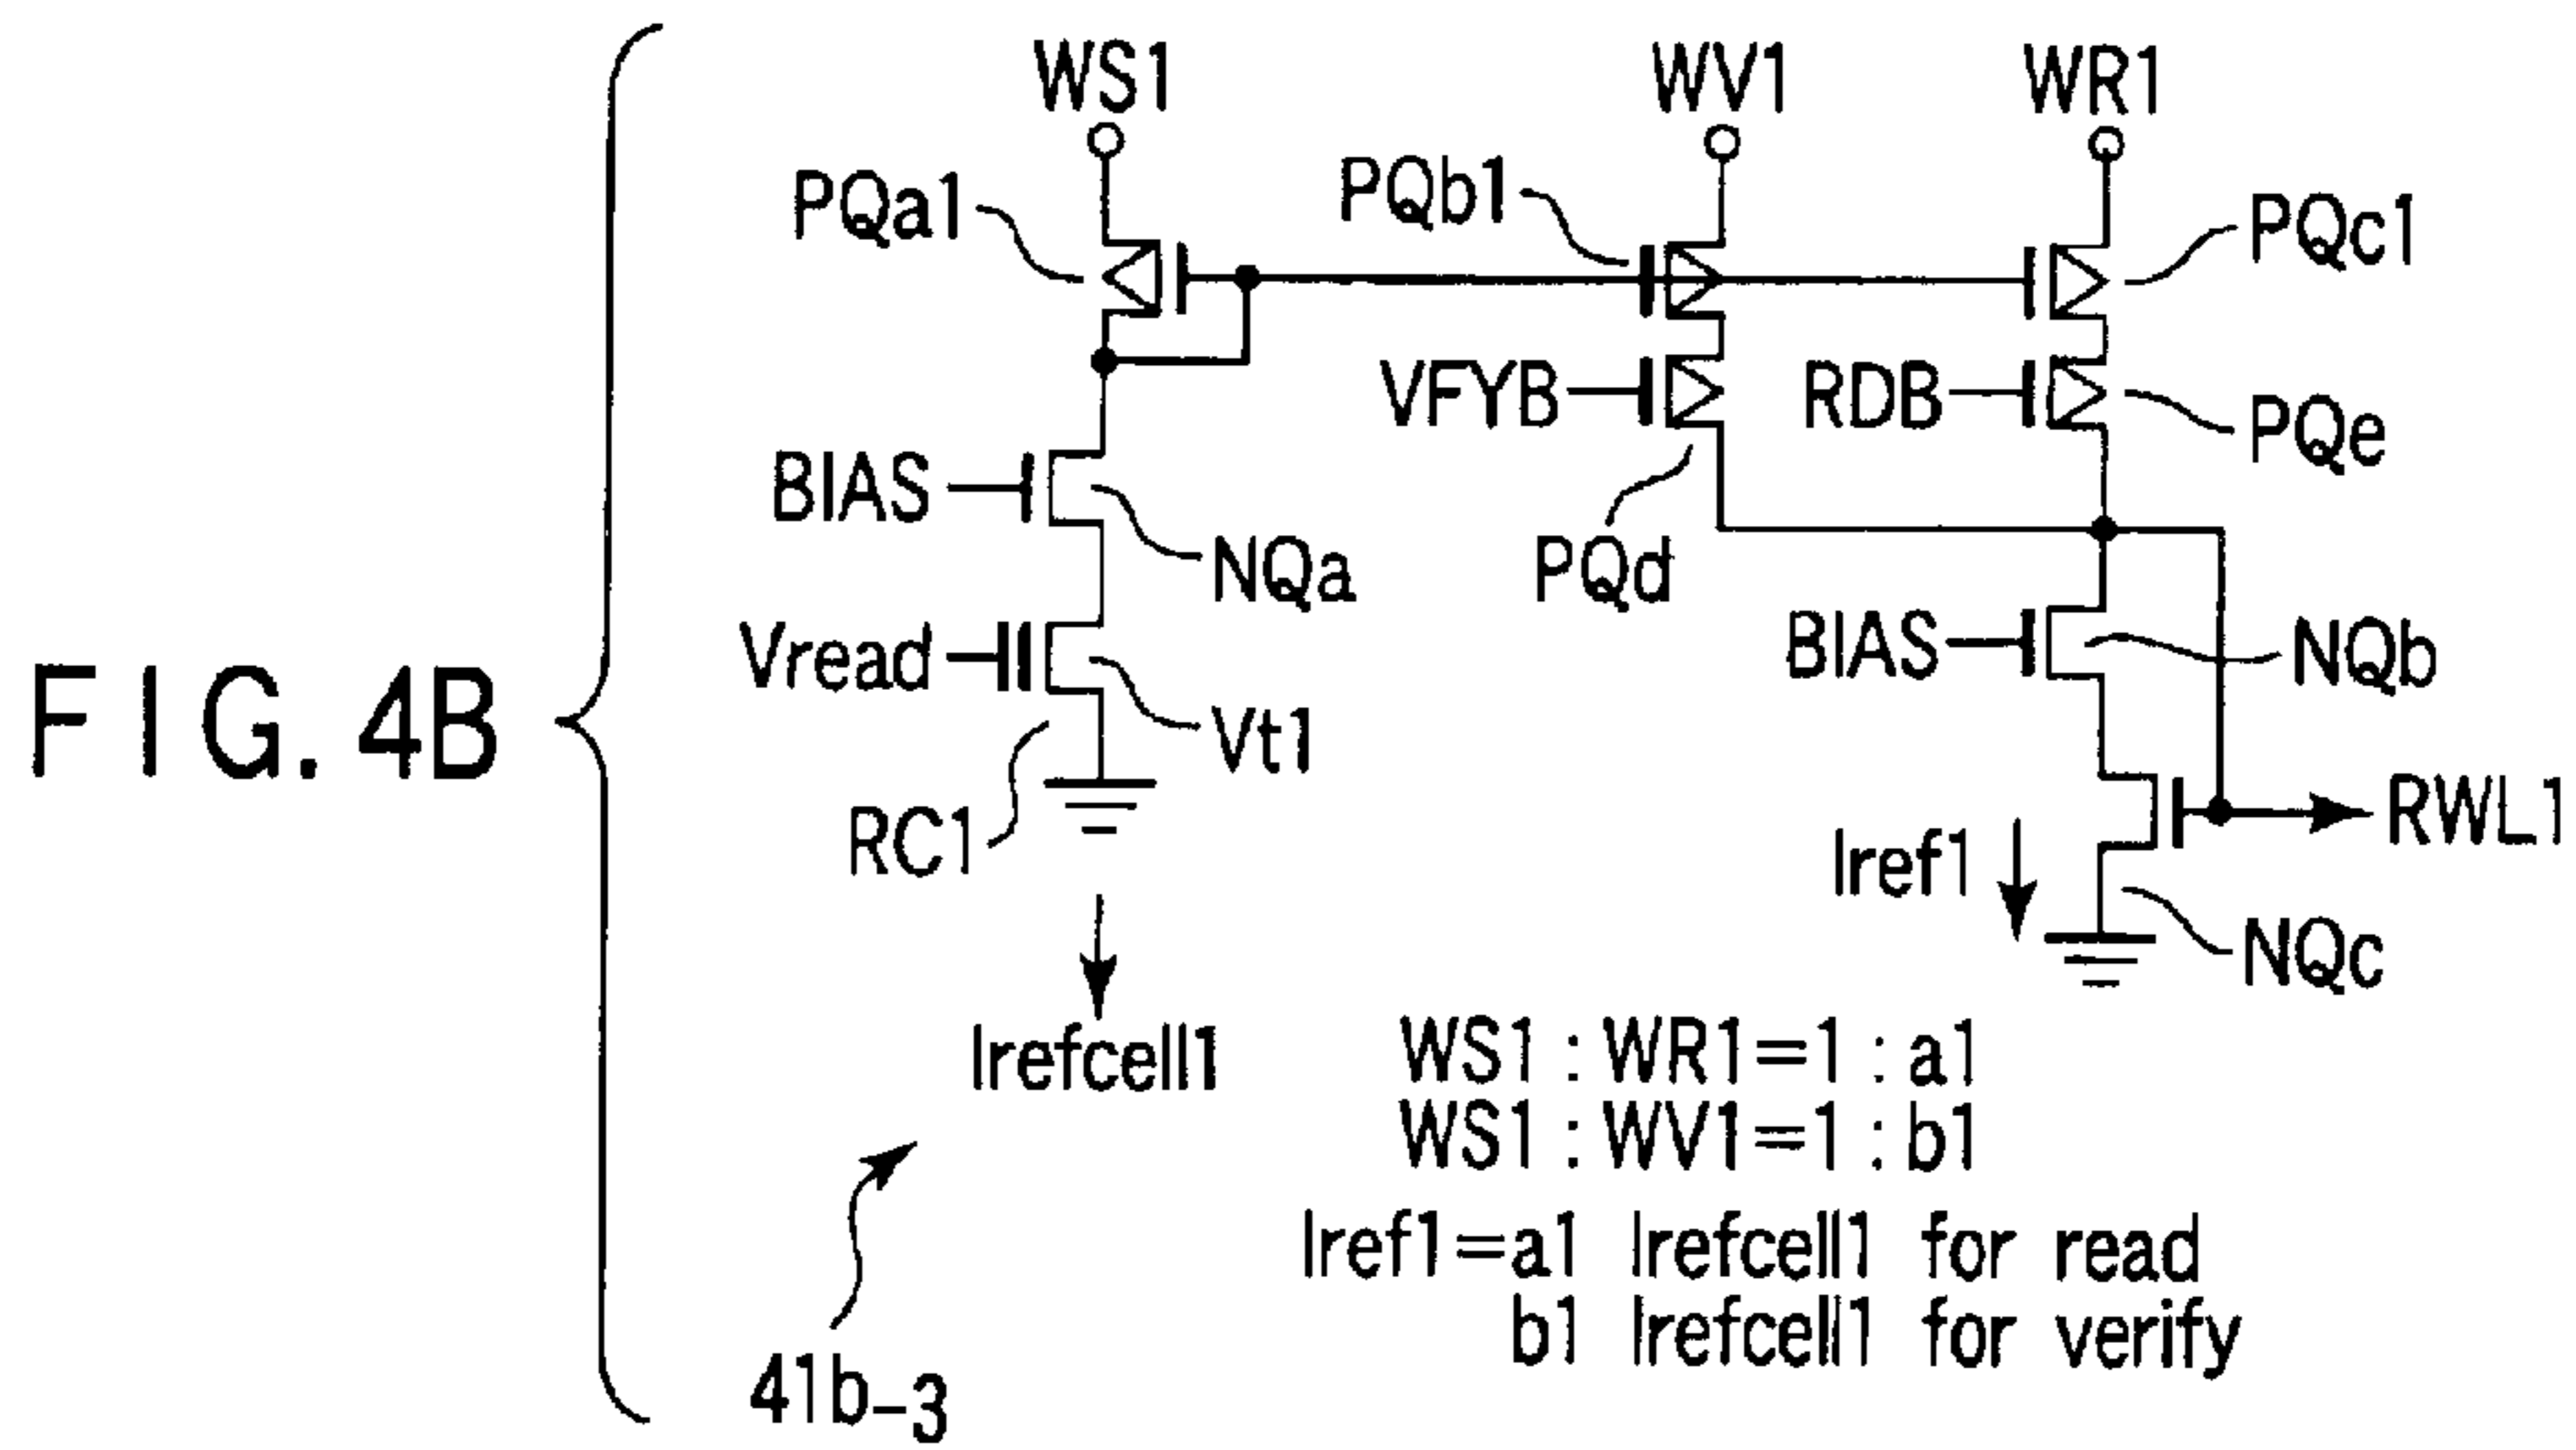 FIG. 4B
WS1
WV1
WR1
PQa1
PQb1
PQc1
VFYB
RDB
PQe
BIAS
NQa
PQd
BIAS
NQb
Vread
Vt1
RC1
Iref1
RWL1
NQc
Irefcell1
WS1 : WR1=1 : a1
WS1 : WV1=1 : b1
Iref1=a1 Irefcell1 for read
b1 Irefcell1 for verify
41b-3